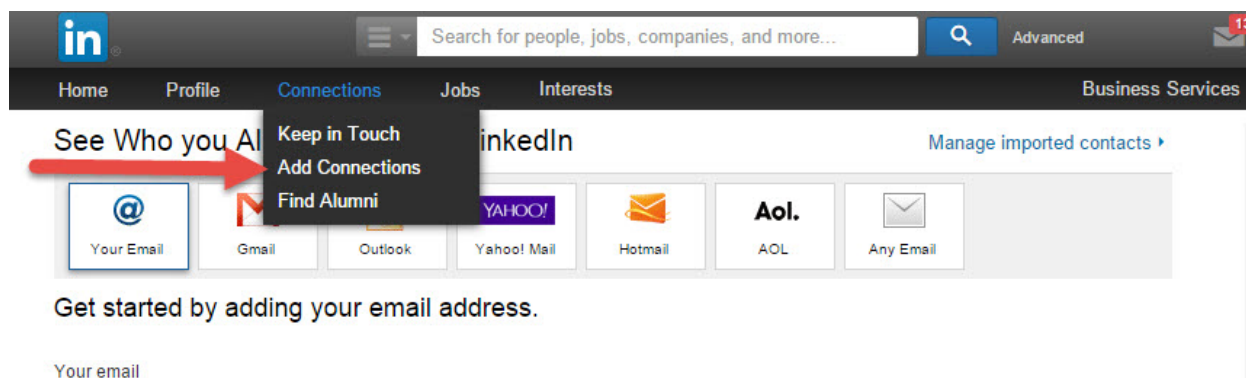 in
Search for people, jobs, companies, and more...
Advanced
Home Profile Connections Jobs Interests Business Services
Keep in Touch
Add Connections
Find Alumni
See Who you Al inkedIn
Manage imported contacts
Your Email Gmail Outlook Yahoo! Mail Hotmail AOL Any Email
YAHOO!
Aol.
Get started by adding your email address.
Your email